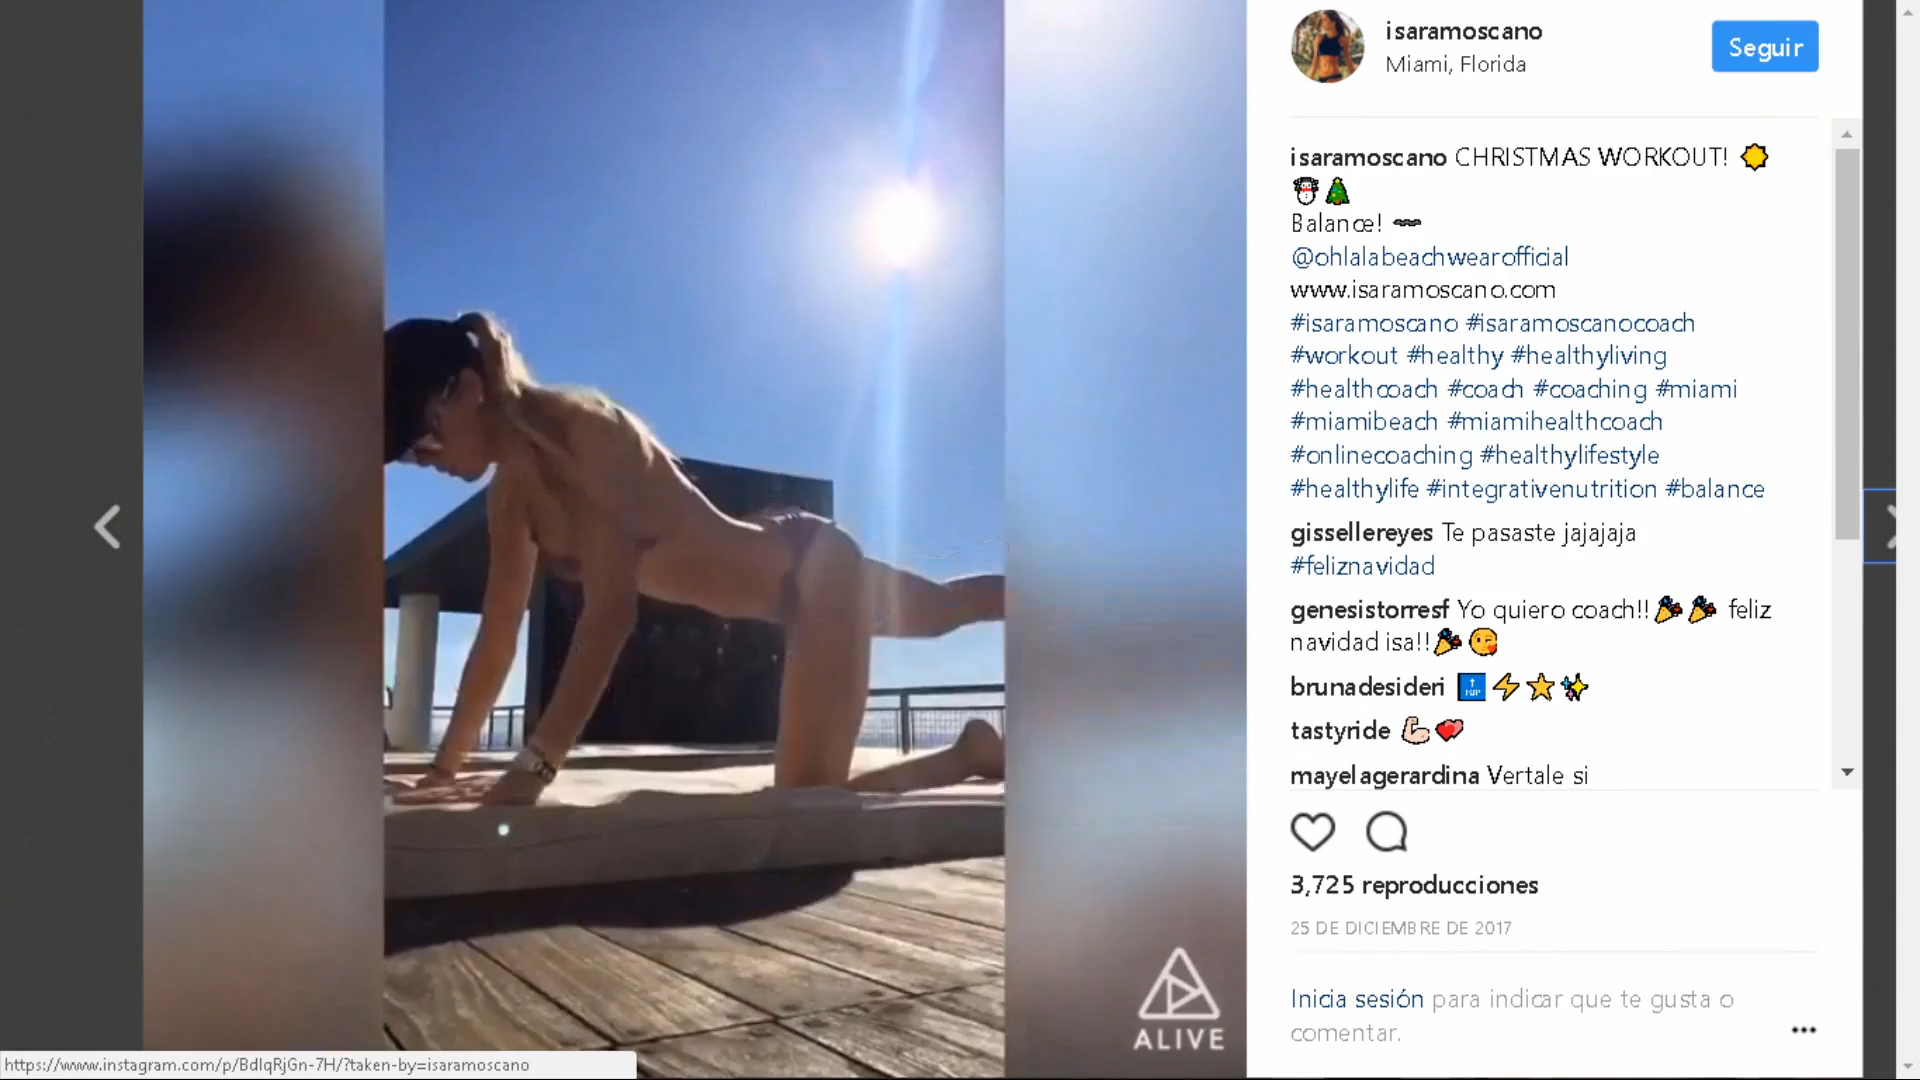 isaramoscano
Miami, Florida
Seguir
isaramoscano CHRISTMAS WORKOUT!
Balance!
@ohlalabeachwearofficial
www.isaramoscano.com
#isaramoscano #isaramoscanocoach
#workout #healthy #healthyliving
#healthcoach #coach #coaching #miami
#miamibeach #miamihealthcoach
#onlinecoaching #healthylifestyle
#healthylife #integrativenutrition #balance
gissellereyes Te pasaste jajajaja
#feliznavidad
genesistorresf Yo quiero coach!! feliz
navidad isa!!
brunadesideri
tastyride
mayelagerardina Vertale si
3,725 reproducciones
25 DE DICIEMBRE DE 2017
Inicia sesión para indicar que te gusta o
comentar.
ALIVE
https://www.instagram.com/p/BdIqRjGn-7H/?taken-by=isaramoscano